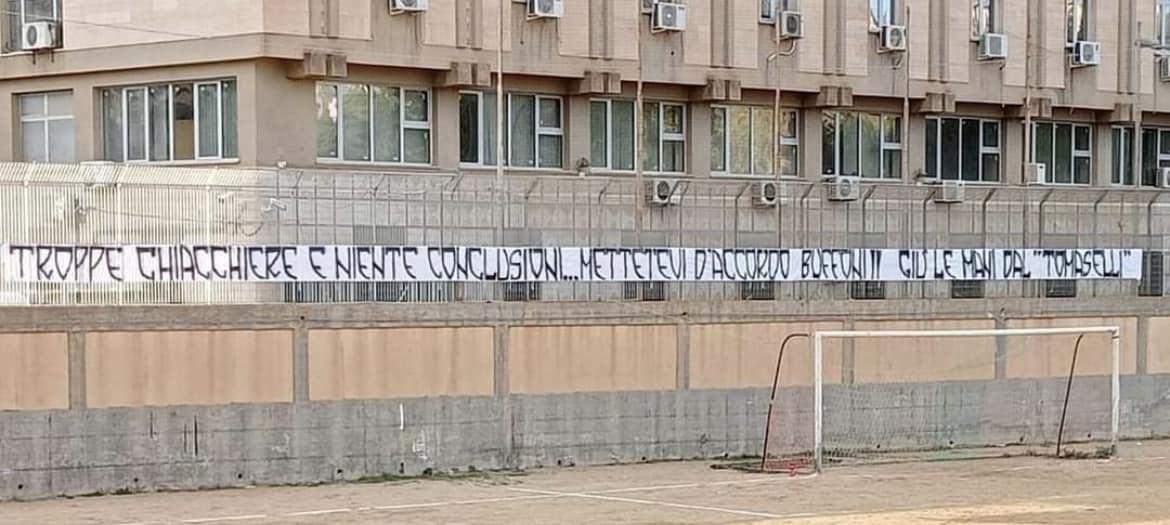 TROPPE CHIACCHIERE E NIENTE CONCLUSIONI...METTETEVI D'ACCORDO BUFFONI!! GIÙ LE MANI DAL "TOMASELLI"